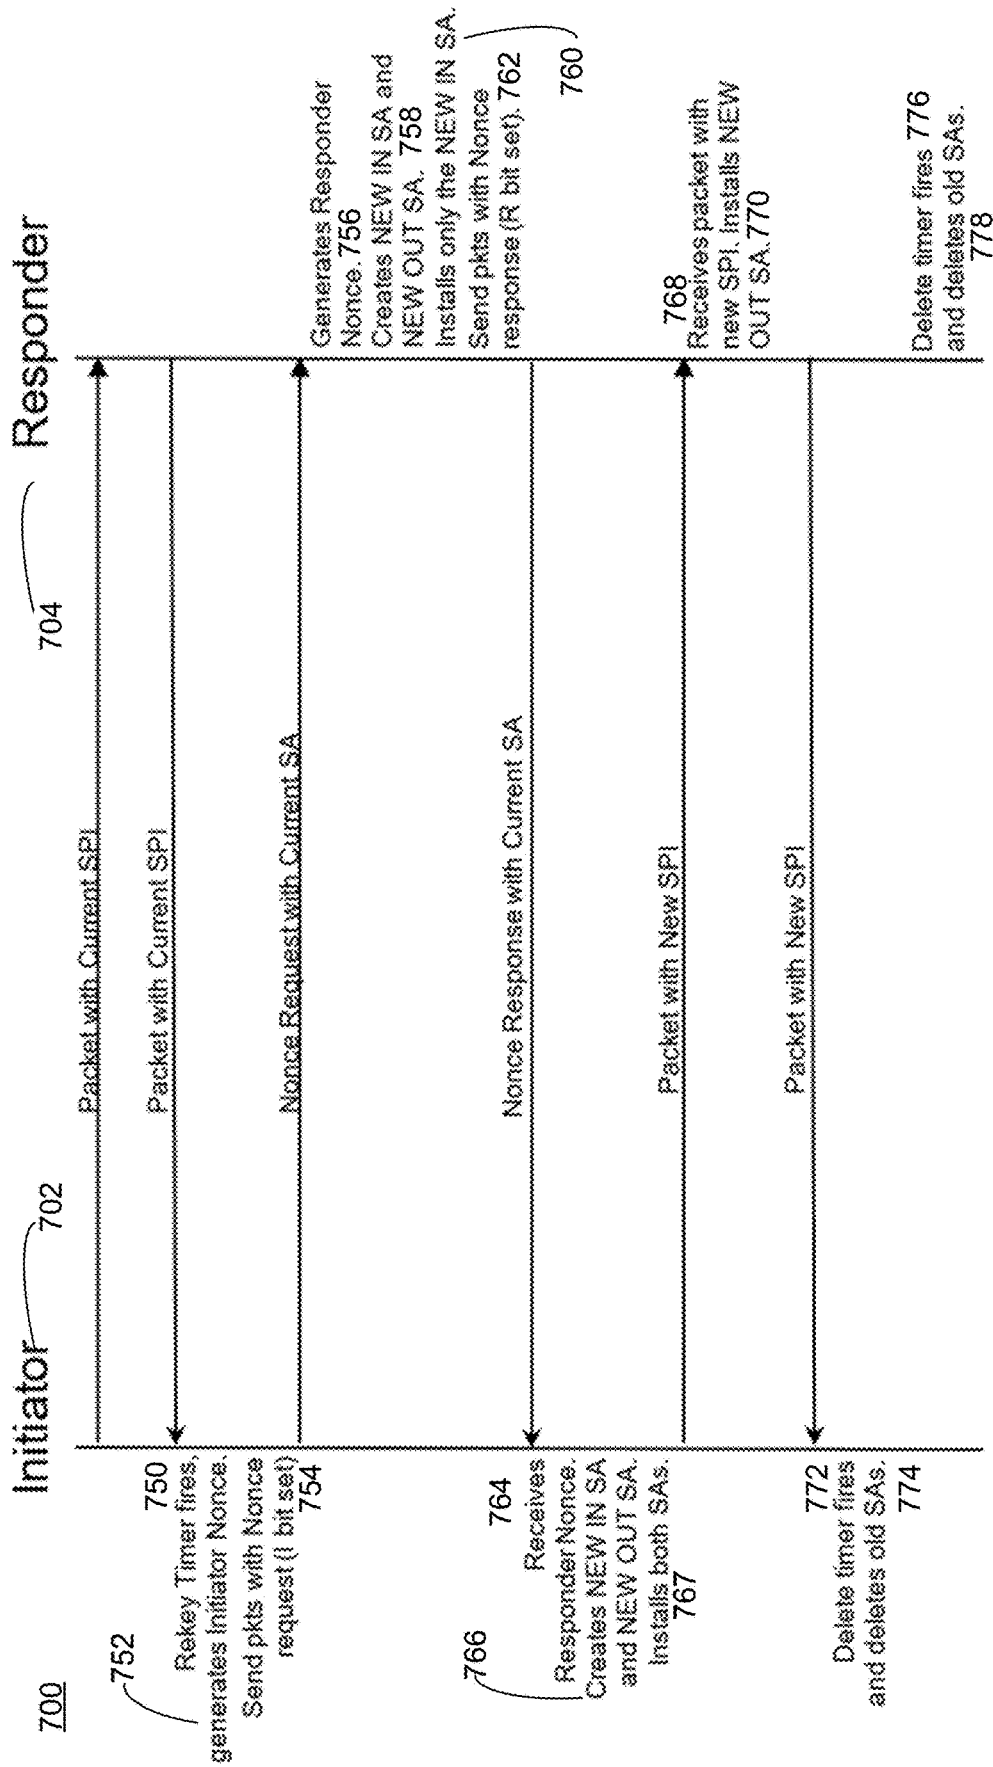 700
Initiator
702
704
Responder
Packet with Current SPI
Packet with Current SPI
750
752
Rekey Timer fires,
generates Initiator Nonce.
Send pkts with Nonce
request (I bit set)
754
Nonce Request with Current SA
Generates Responder
Nonce. 756
Creates NEW IN SA and
NEW OUT SA. 758
Installs only the NEW IN SA.
760
Send pkts with Nonce
response (R bit set). 762
Nonce Response with Current SA
764
Receives
Responder Nonce.
766
Creates NEW IN SA
and NEW OUT SA.
Installs both SAs.
767
Packet with New SPI
768
Receives packet with
new SPI. Installs NEW
OUT SA. 770
Packet with New SPI
772
Delete timer fires
and deletes old SAs.
774
Delete timer fires 776
and deletes old SAs.
778